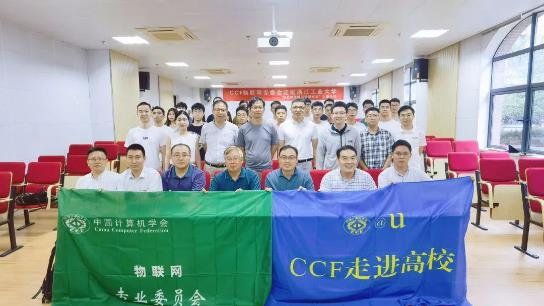 CCF物联网专委会走进浙江工业大学
中国计算机学会
China Computer Federation
物联网
专业委员会
@u
CCF走进高校